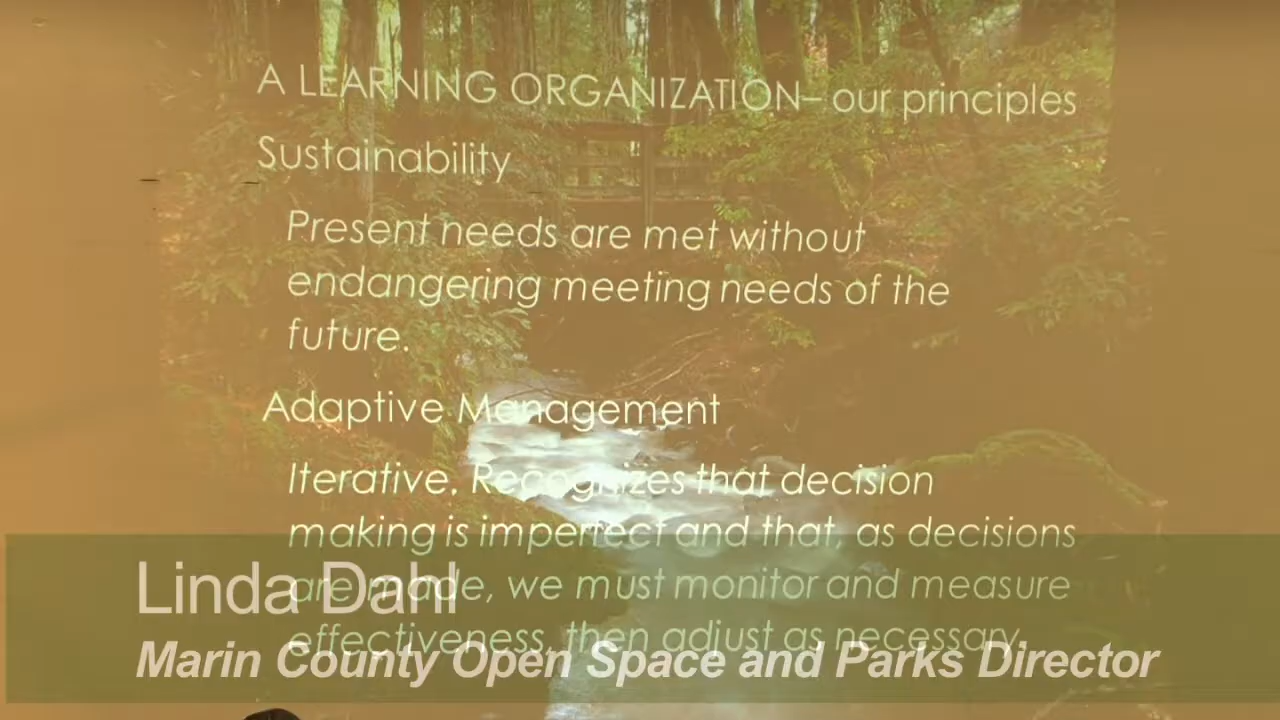 A LEARNING ORGANIZATION– our principles
Sustainability
Present needs are met without
endangering meeting needs of the
future.
Adaptive Management
Iterative, Recognizes that decision
making is imperfect and that, as decisions
are made, we must monitor and measure
effectiveness, then adjust as necessary.
Linda Dahl
Marin County Open Space and Parks Director